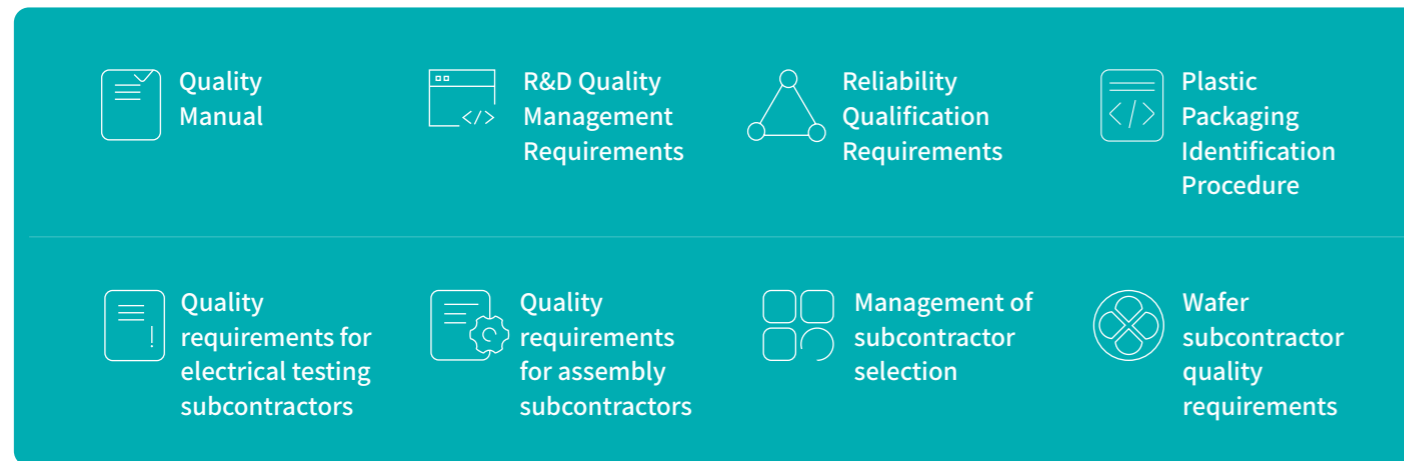 Quality
Manual
R&D Quality
Management
Requirements
Reliability
Qualification
Requirements
Plastic
Packaging
Identification
Procedure
Quality
requirements for
electrical testing
subcontractors
Quality
requirements
for assembly
subcontractors
Management of
subcontractor
selection
Wafer
subcontractor
quality
requirements